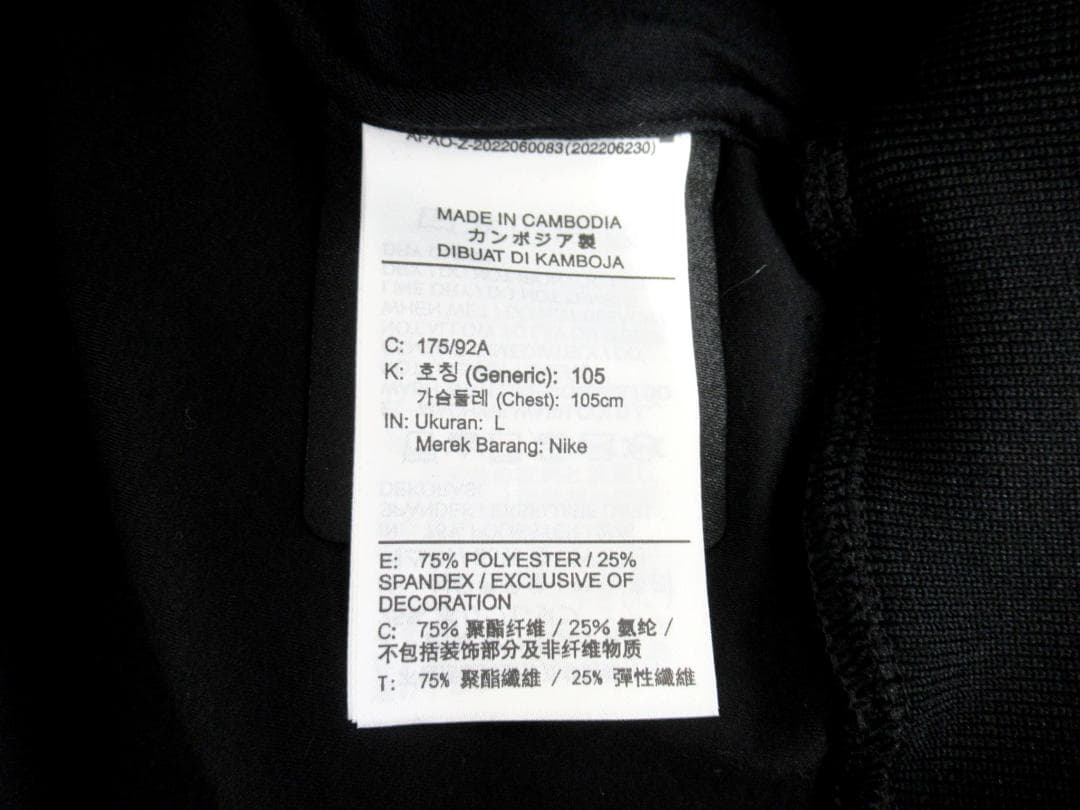 APAO-Z-2022060083(202206230)
MADE IN CAMBODIA
カンボジア製
DIBUAT DI KAMBOJA
C: 175/92A
K: 호칭 (Generic): 105
가슴둘레 (Chest): 105cm
IN: Ukuran: L
Merek Barang: Nike
E: 75% POLYESTER / 25%
SPANDEX / EXCLUSIVE OF
DECORATION
C: 75% 聚酯纤维 / 25% 氨纶 /
不包括装饰部分及非纤维物质
T: 75% 聚酯纖維 / 25% 彈性纖維